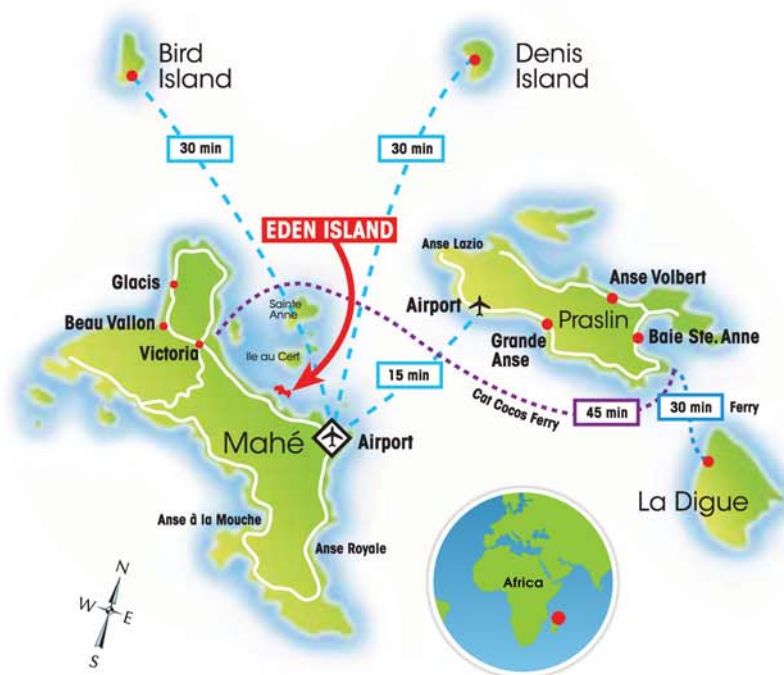 Bird
Island
Denis
Island
30 min
30 min
EDEN ISLAND
Anse Lazio
Glacis
Anse Volbert
Sainte
Anne
Airport
Praslin
Beau Vallon
Victoria
Grande
Anse
Baie Ste. Anne
Ile au Cerf
15 min
Cat Cocos Ferry
45 min
30 min
Ferry
Mahé
Airport
La Digue
Anse à la Mouche
Anse Royale
Africa
N
W
E
S